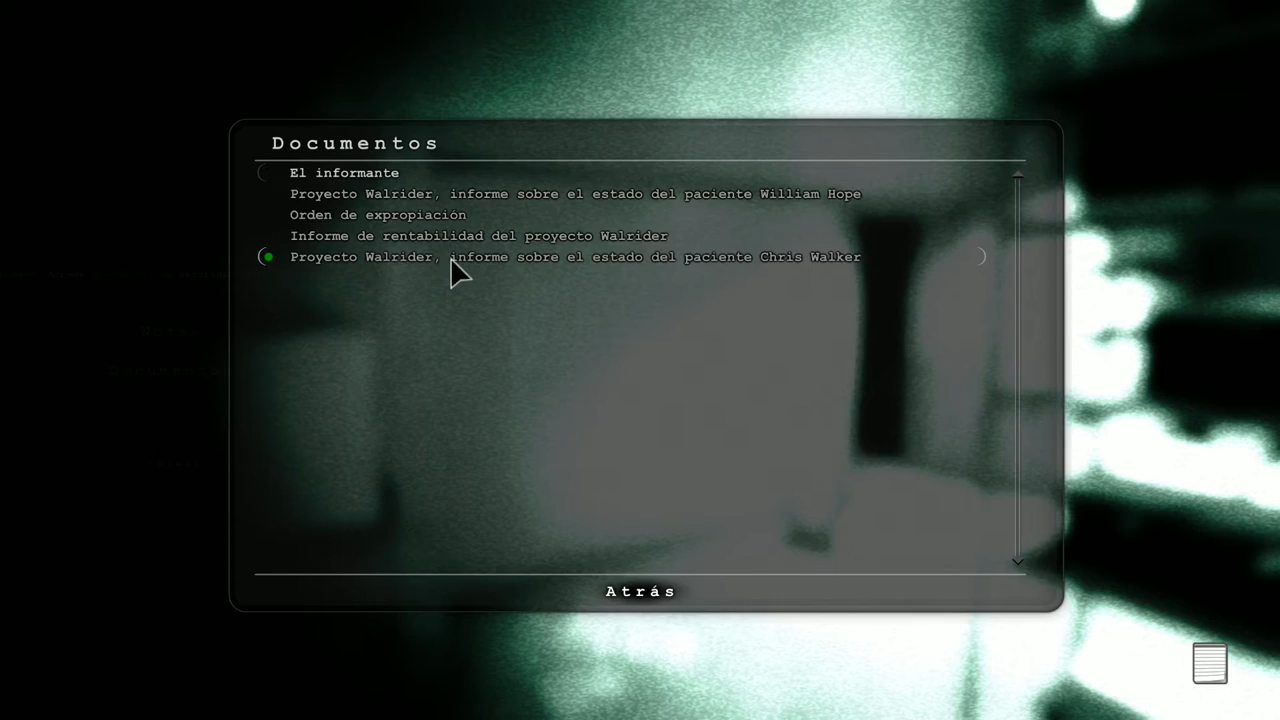 Documentos
El informante
Proyecto Walrider, informe sobre el estado del paciente William Hope
Orden de expropiación
Informe de rentabilidad del proyecto Walrider
Proyecto Walrider, informe sobre el estado del paciente Chris Walker
Atrás